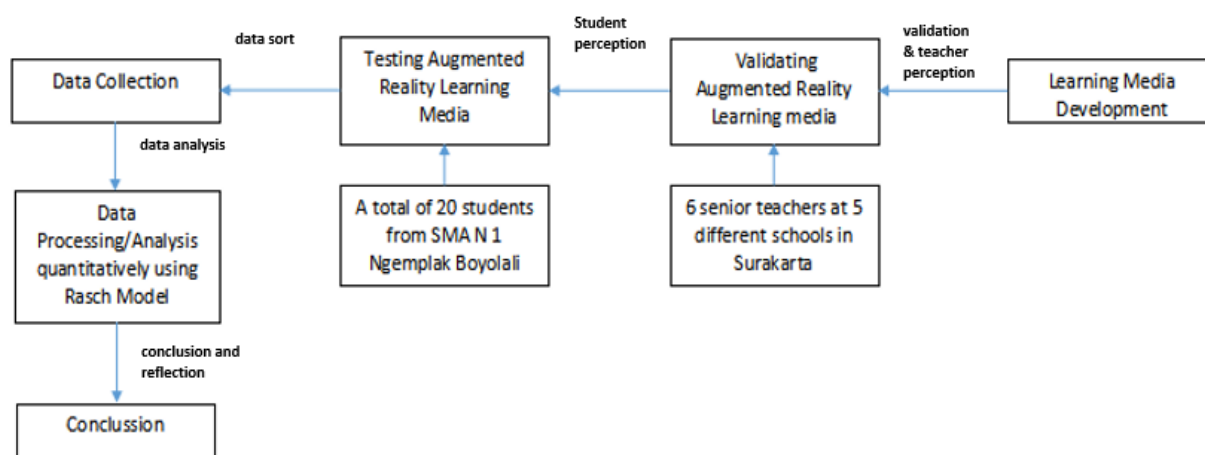 data sort
Student
perception
validation
& teacher
perception
Data Collection
Testing Augmented
Reality Learning
Media
Validating
Augmented Reality
Learning media
Learning Media
Development
data analysis
Data
Processing/Analysis
quantitatively using
Rasch Model
A total of 20 students
from SMA N 1
Ngemplak Boyolali
6 senior teachers at 5
different schools in
Surakarta
conclusion and
reflection
Conclussion